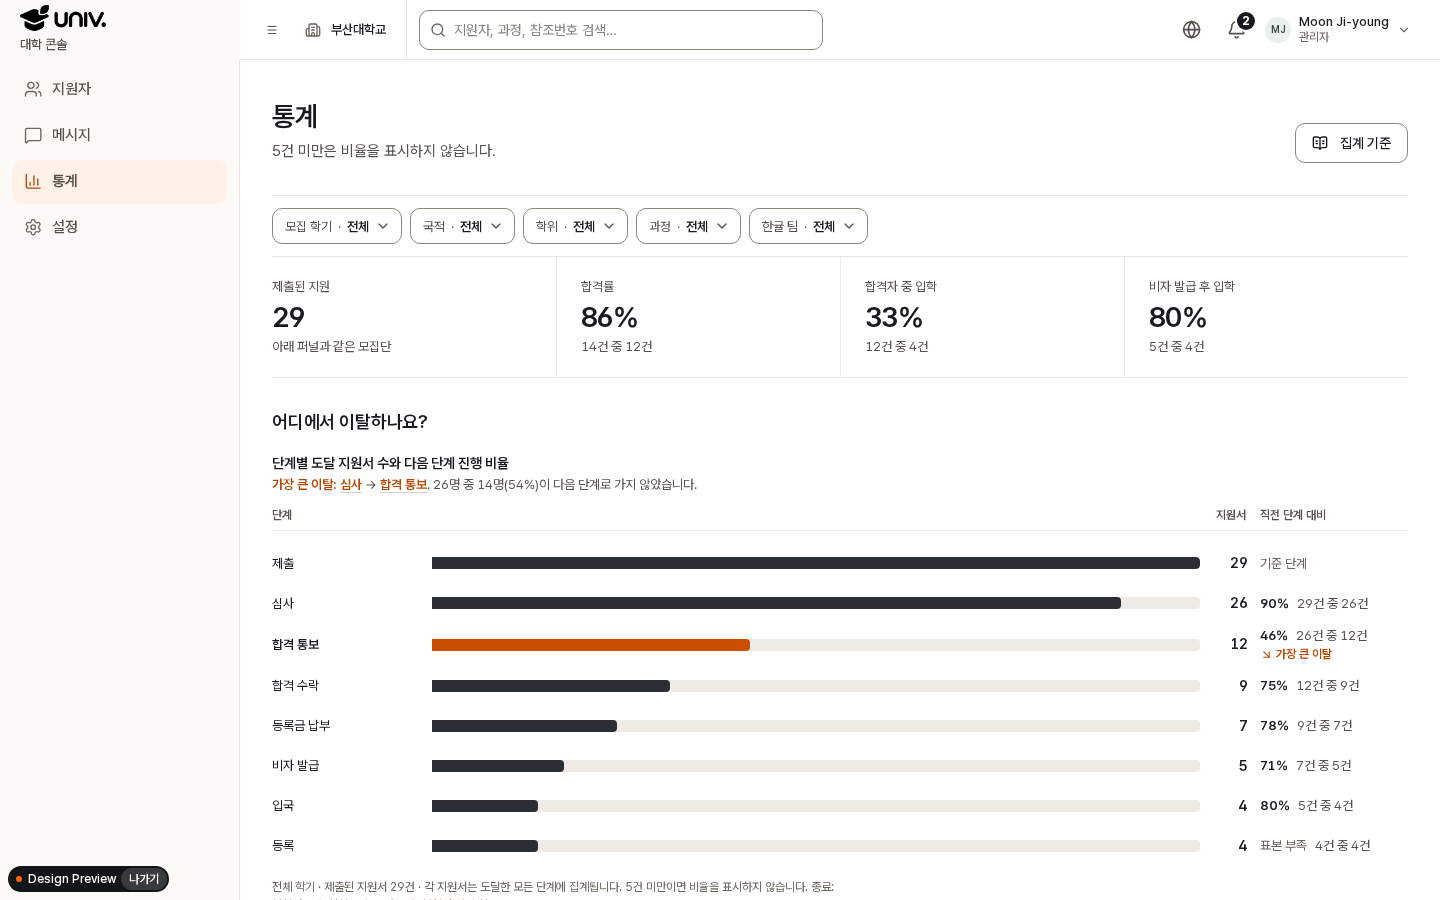 univ.
대학 콘솔
부산대학교
지원자, 과정, 참조번호 검색...
2
MJ
Moon Ji-young
관리자
지원자
메시지
통계
설정
통계
5건 미만은 비율을 표시하지 않습니다.
집계 기준
모집 학기 · 전체
국적 · 전체
학위 · 전체
과정 · 전체
한글 팀 · 전체
제출된 지원
29
아래 퍼널과 같은 모집단
합격률
86%
14건 중 12건
합격자 중 입학
33%
12건 중 4건
비자 발급 후 입학
80%
5건 중 4건
어디에서 이탈하나요?
단계별 도달 지원서 수와 다음 단계 진행 비율
가장 큰 이탈: 심사 → 합격 통보. 26명 중 14명(54%)이 다음 단계로 가지 않았습니다.
단계 지원서 직전 단계 대비
제출 29 기준 단계
심사 26 90% 29건 중 26건
합격 통보 12 46% 26건 중 12건
↘ 가장 큰 이탈
합격 수락 9 75% 12건 중 9건
등록금 납부 7 78% 9건 중 7건
비자 발급 5 71% 7건 중 5건
입국 4 80% 5건 중 4건
등록 4 표본 부족 4건 중 4건
전체 학기 · 제출된 지원서 29건 · 각 지원서는 도달한 모든 단계에 집계됩니다. 5건 미만이면 비율을 표시하지 않습니다. 종료:
Design Preview 나가기